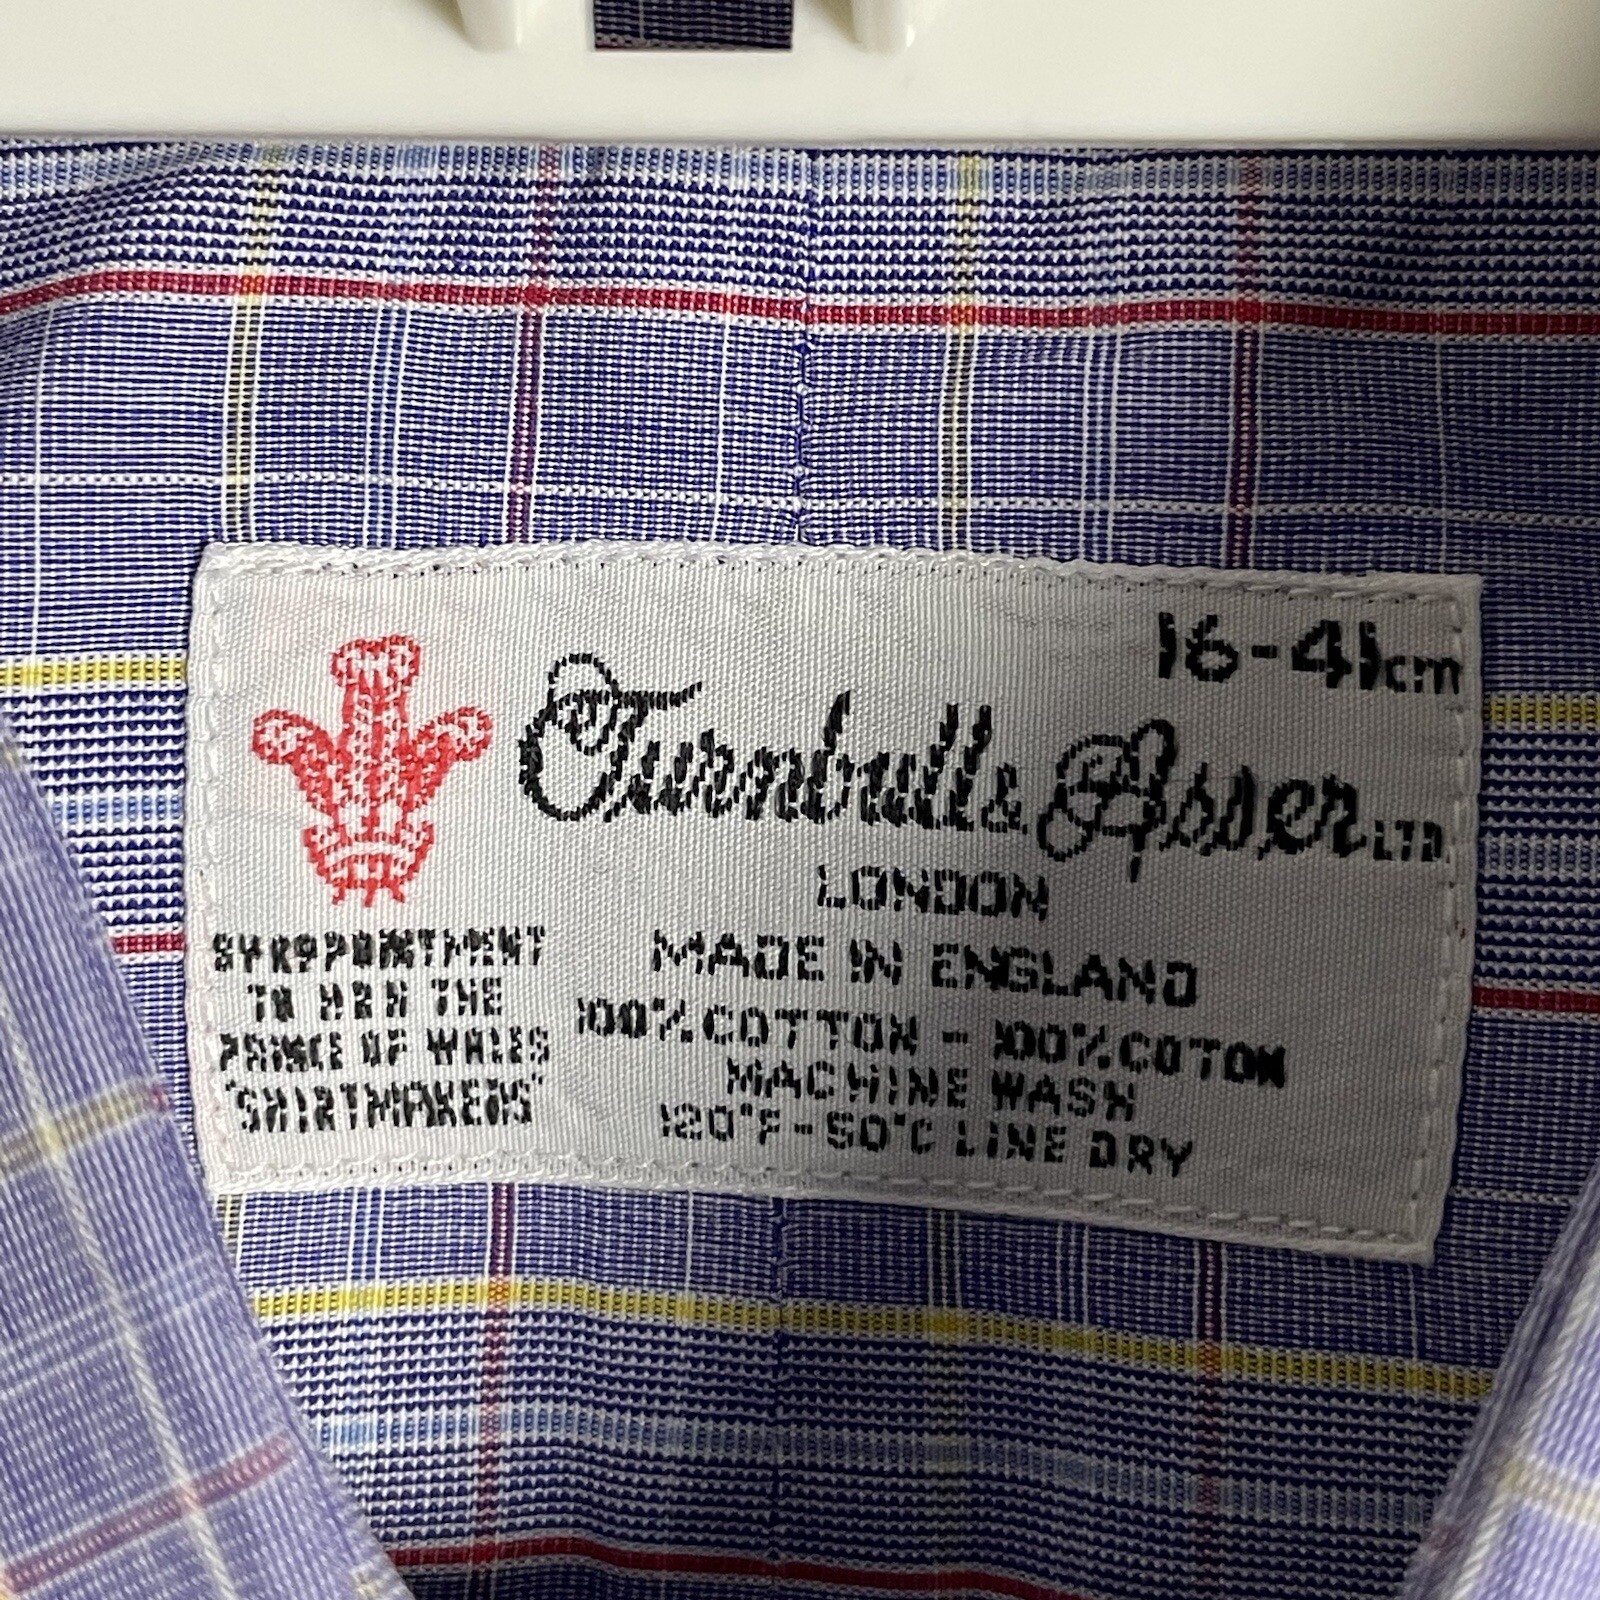 16-41cm
Turnbull & Asser LTD.
LONDON
MADE IN ENGLAND
100% COTTON - 100% COTON
MACHINE WASH
120°F-50°C LINE DRY
BY APPOINTMENT
TO HRH THE
PRINCE OF WALES
"SHIRTMAKERS"